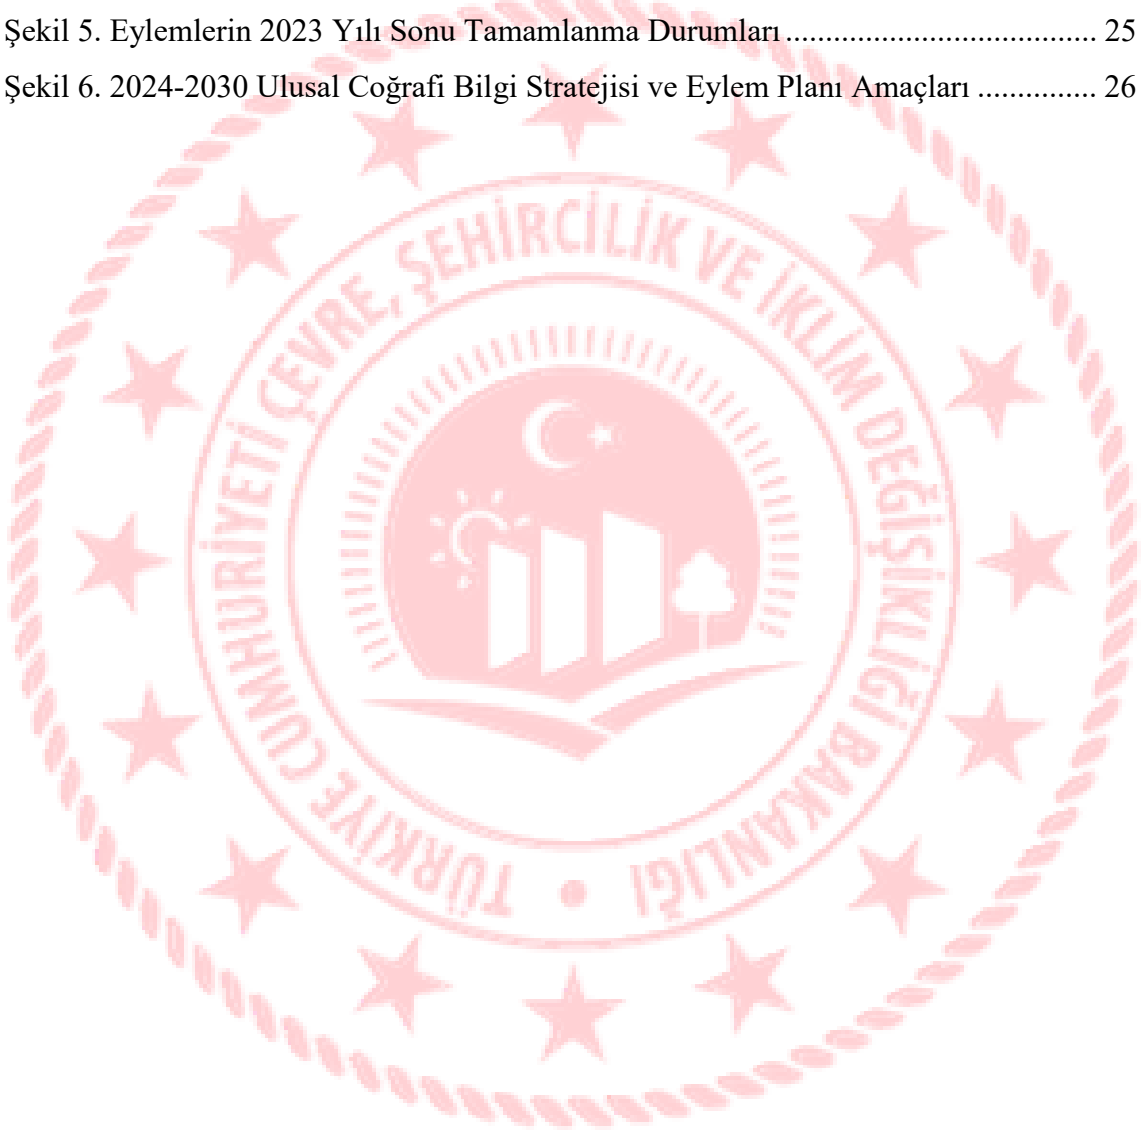 Şekil 5. Eylemlerin 2023 Yılı Sonu Tamamlanma Durumları ................................... 25
Şekil 6. 2024-2030 Ulusal Coğrafi Bilgi Stratejisi ve Eylem Planı Amaçları ............... 26
TÜRKİYE CUMHURİYETİ ÇEVRE, ŞEHİRCİLİK VE İKLİM DEĞİŞİKLİĞİ BAKANLIĞI